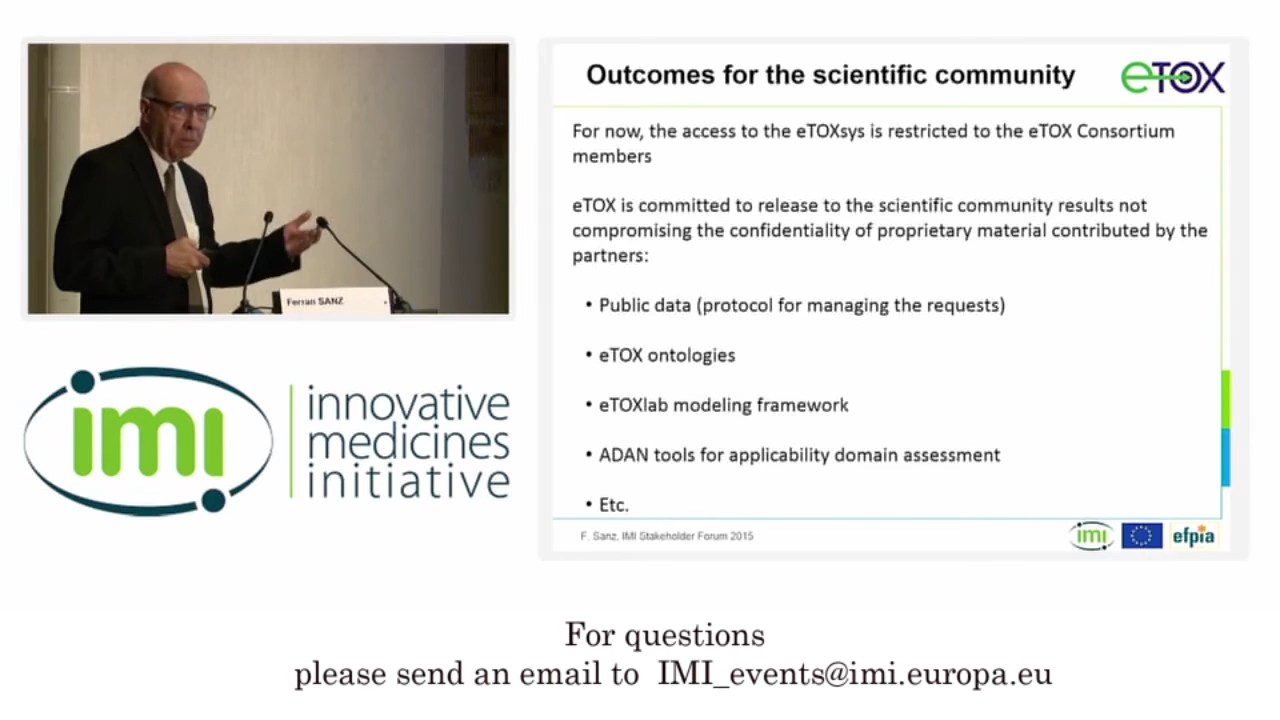 Ferran SANZ
imi
innovative
medicines
initiative
Outcomes for the scientific community
eTOX
For now, the access to the eTOXsys is restricted to the eTOX Consortium
members
eTOX is committed to release to the scientific community results not
compromising the confidentiality of proprietary material contributed by the
partners:
• Public data (protocol for managing the requests)
• eTOX ontologies
• eTOXlab modeling framework
• ADAN tools for applicability domain assessment
• Etc.
F. Sanz, IMI Stakeholder Forum 2015
imi
efpia
For questions
please send an email to IMI_events@imi.europa.eu